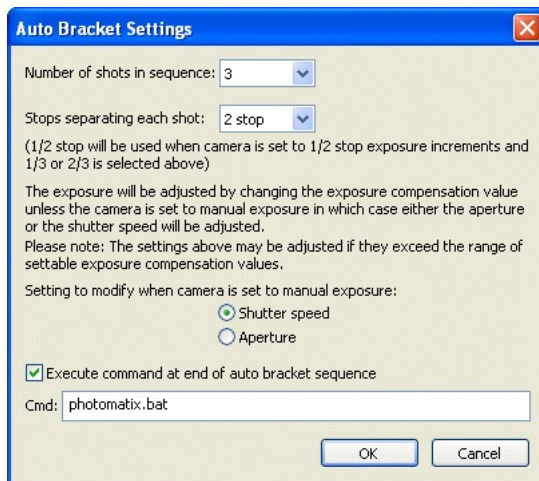 Auto Bracket Settings
Number of shots in sequence: 3
Stops separating each shot: 2 stop
(1/2 stop will be used when camera is set to 1/2 stop exposure increments and
1/3 or 2/3 is selected above)
The exposure will be adjusted by changing the exposure compensation value
unless the camera is set to manual exposure in which case either the aperture
or the shutter speed will be adjusted.
Please note: The settings above may be adjusted if they exceed the range of
settable exposure compensation values.
Setting to modify when camera is set to manual exposure:
Shutter speed
Aperture
Execute command at end of auto bracket sequence
Cmd: photomatix.bat
OK Cancel